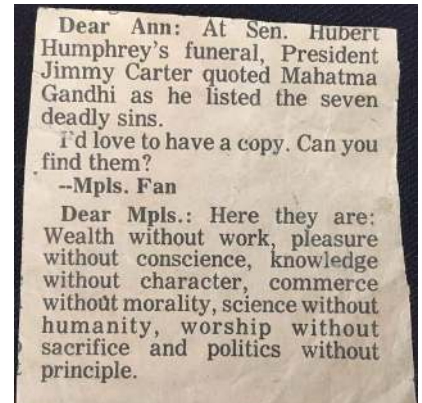 Dear Ann: At Sen. Hubert
Humphrey's funeral, President
Jimmy Carter quoted Mahatma
Gandhi as he listed the seven
deadly sins.
I'd love to have a copy. Can you
find them?
--Mpls. Fan
Dear Mpls.: Here they are:
Wealth without work, pleasure
without conscience, knowledge
without character, commerce
without morality, science without
humanity, worship without
sacrifice and politics without
principle.